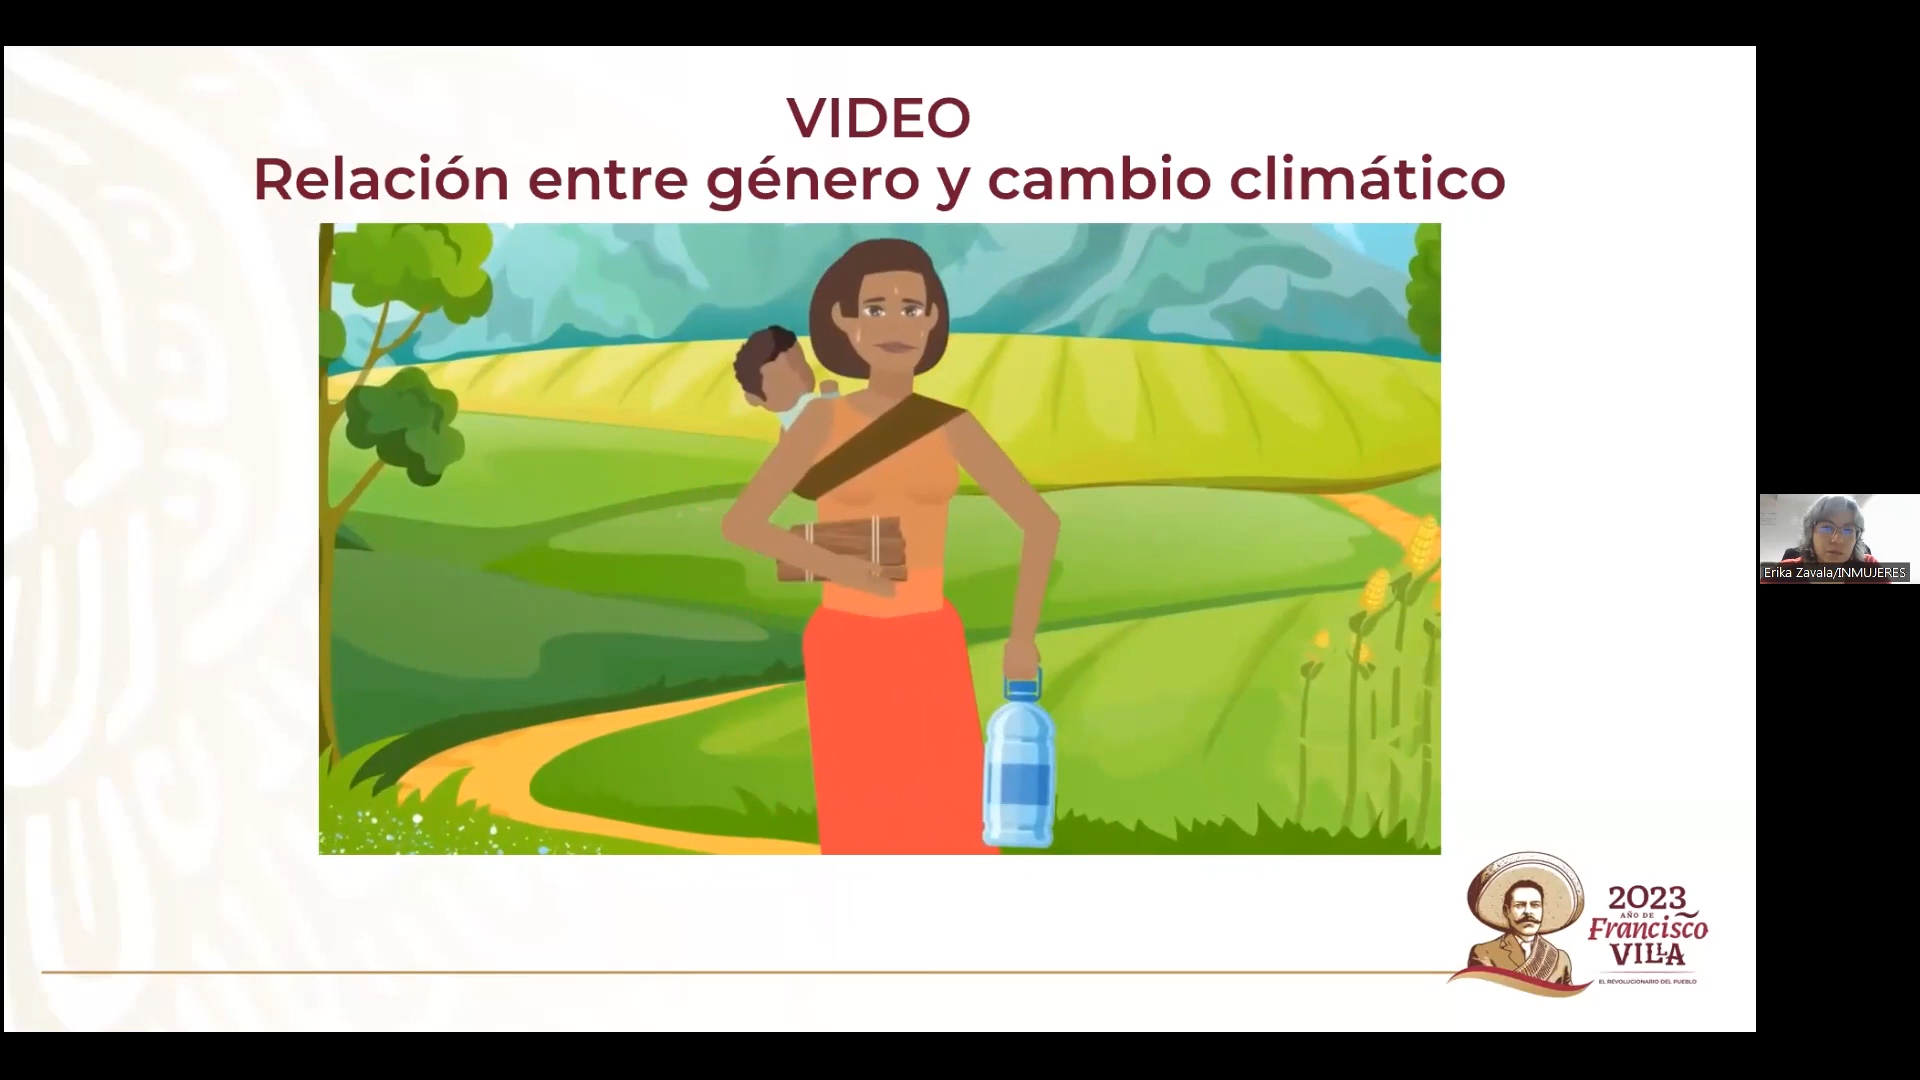 VIDEO
Relación entre género y cambio climático
Erika Zavala/INMUJERES
2023
AÑO DE
Francisco
VILLA
EL REVOLUCIONARIO DEL PUEBLO